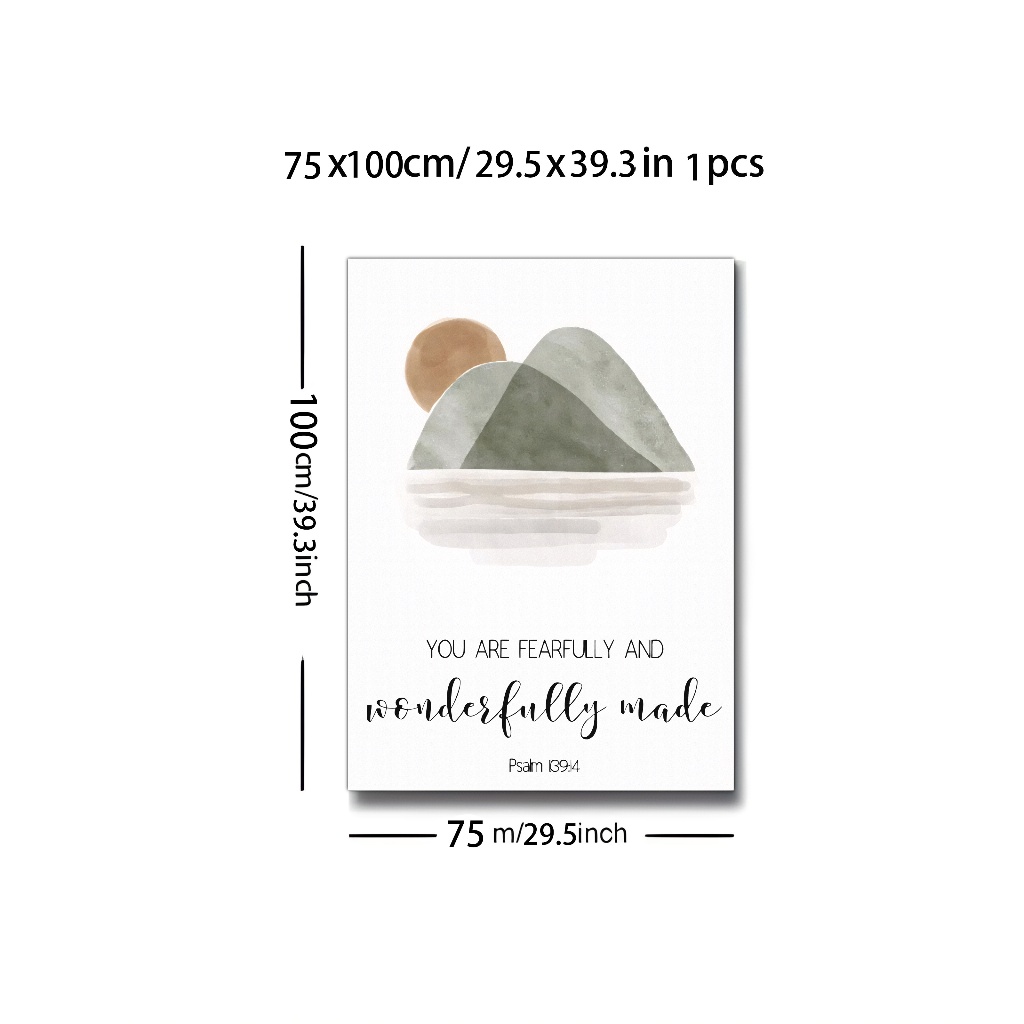 75x100cm/ 29.5x39.3in 1pcs
100cm/39.3inch
YOU ARE FEARFULLY AND
wonderfully made
Psalm 139:14
75 m/29.5inch